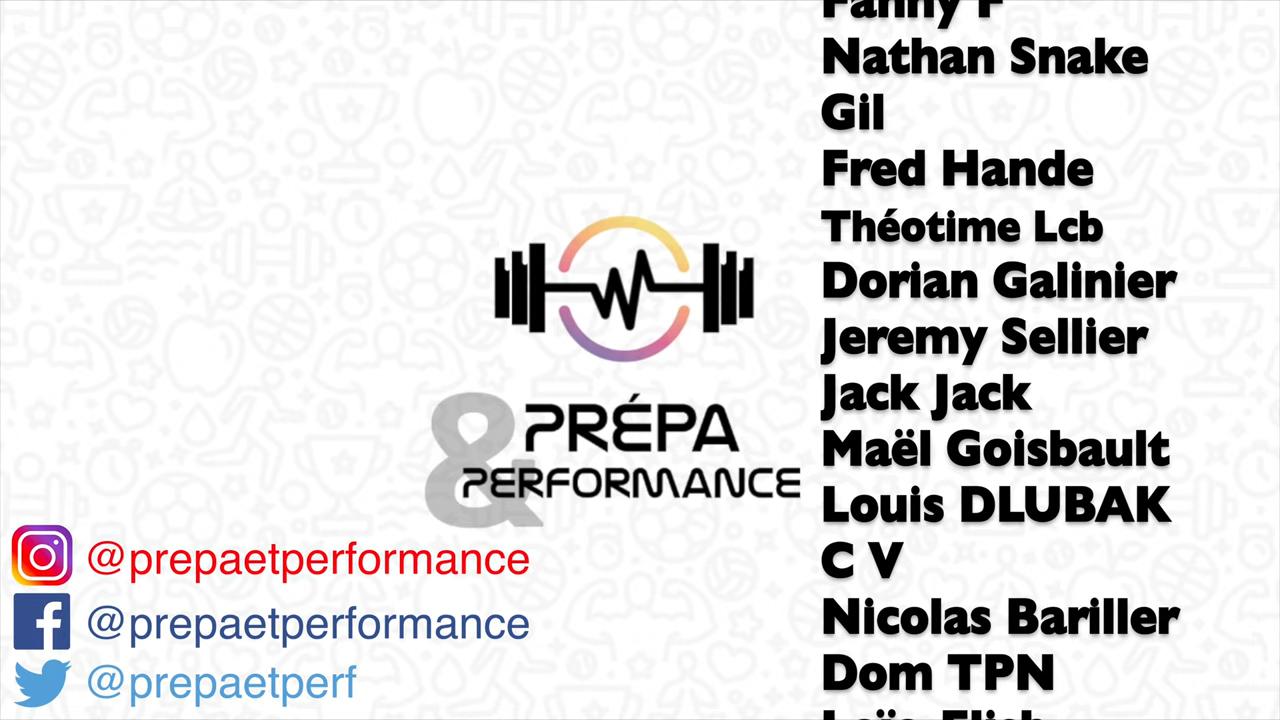 Fanny F
Nathan Snake
Gil
Fred Hande
Théotime Lcb
Dorian Galinier
Jeremy Sellier
Jack Jack
Maël Goisbault
Louis DLUBAK
C V
Nicolas Bariller
Dom TPN
&
PRÉPA
PERFORMANCE
@prepaetperformance
@prepaetperformance
@prepaetperf